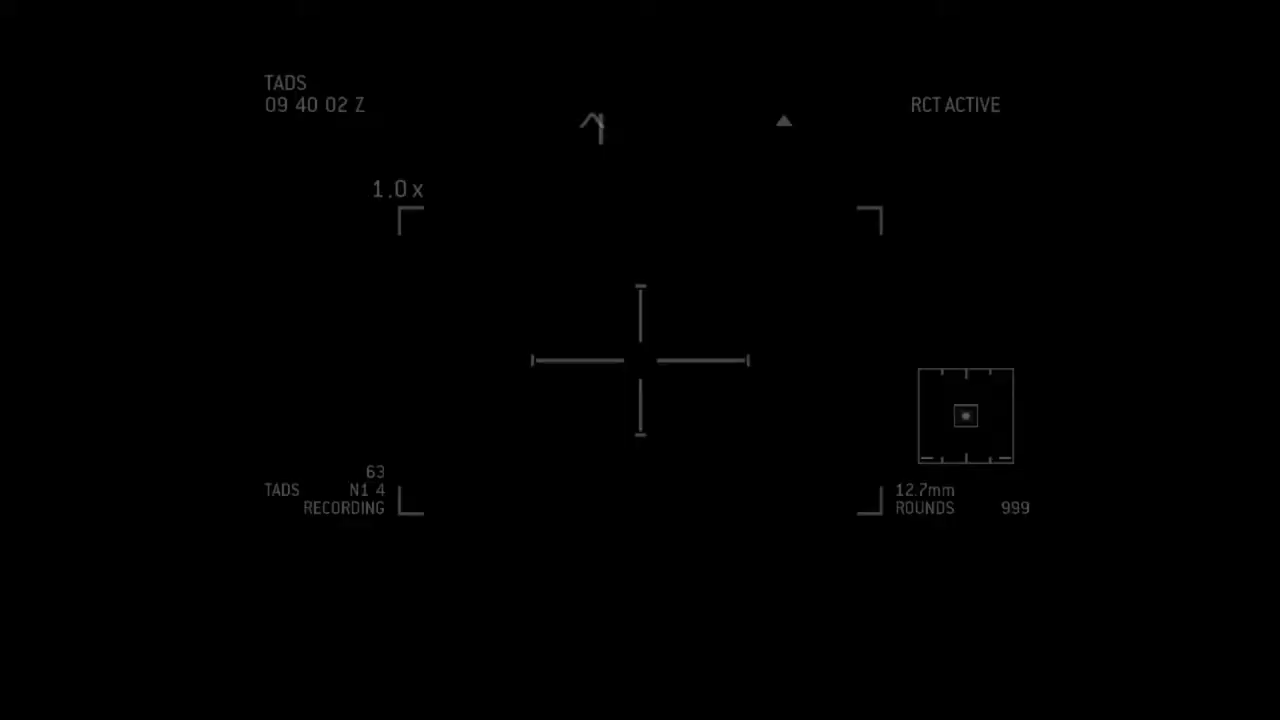 TADS
09 40 02 Z
RCT ACTIVE
1.0 x
63
TADS N1 4
RECORDING
12.7mm
ROUNDS 999